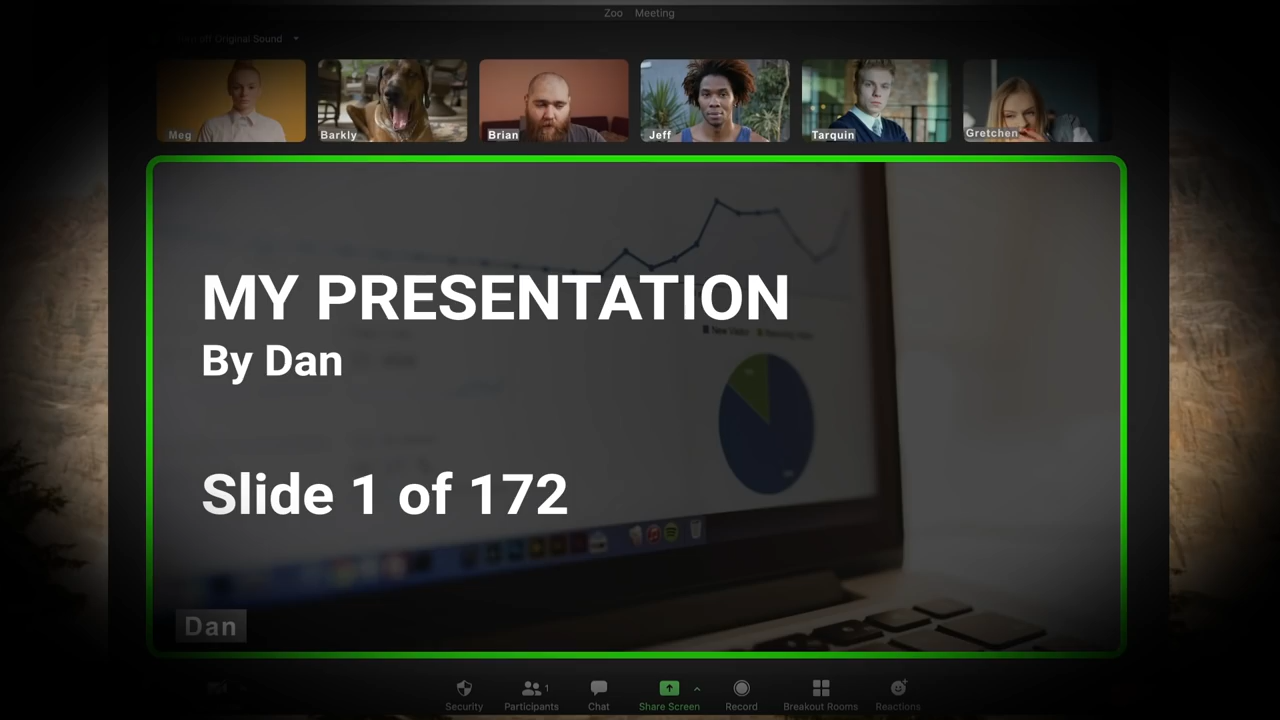 Zoo Meeting
Original Sound
Meg
Barkly
Brian
Jeff
Tarquin
Gretchen
MY PRESENTATION
By Dan
Slide 1 of 172
Dan
1
Security
Participants
Chat
Share Screen
Record
Breakout Rooms
Reactions